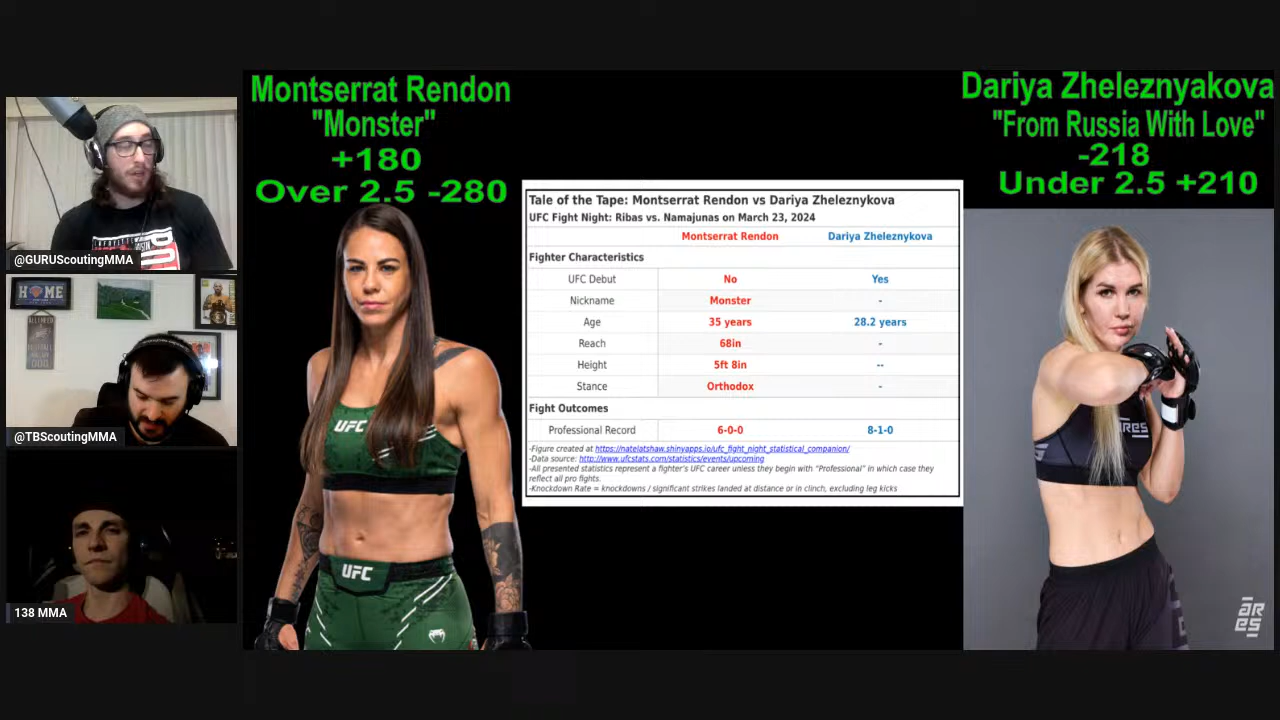 Montserrat Rendon
"Monster"
+180
Over 2.5 -280
Dariya Zheleznyakova
"From Russia With Love"
-218
Under 2.5 +210
@GURUScoutingMMA
HOME
@TBScoutingMMA
138 MMA
Tale of the Tape: Montserrat Rendon vs Dariya Zheleznykova
UFC Fight Night: Ribas vs. Namajunas on March 23, 2024
Montserrat Rendon Dariya Zheleznykova
Fighter Characteristics
UFC Debut No Yes
Nickname Monster -
Age 35 years 28.2 years
Reach 68in -
Height 5ft 8in --
Stance Orthodox -
Fight Outcomes
Professional Record 6-0-0 8-1-0
-Figure created at https://natelatshaw.shinyapps.io/ufc_fight_night_statistical_companion/
-Data source: http://www.ufcstats.com/statistics/events/upcoming
-All presented statistics represent a fighter's UFC career unless they begin with "Professional" in which case they
reflect all pro fights.
-Knockdown Rate = knockdowns / significant strikes landed at distance or in clinch, excluding leg kicks
UFC
UFC
ARES